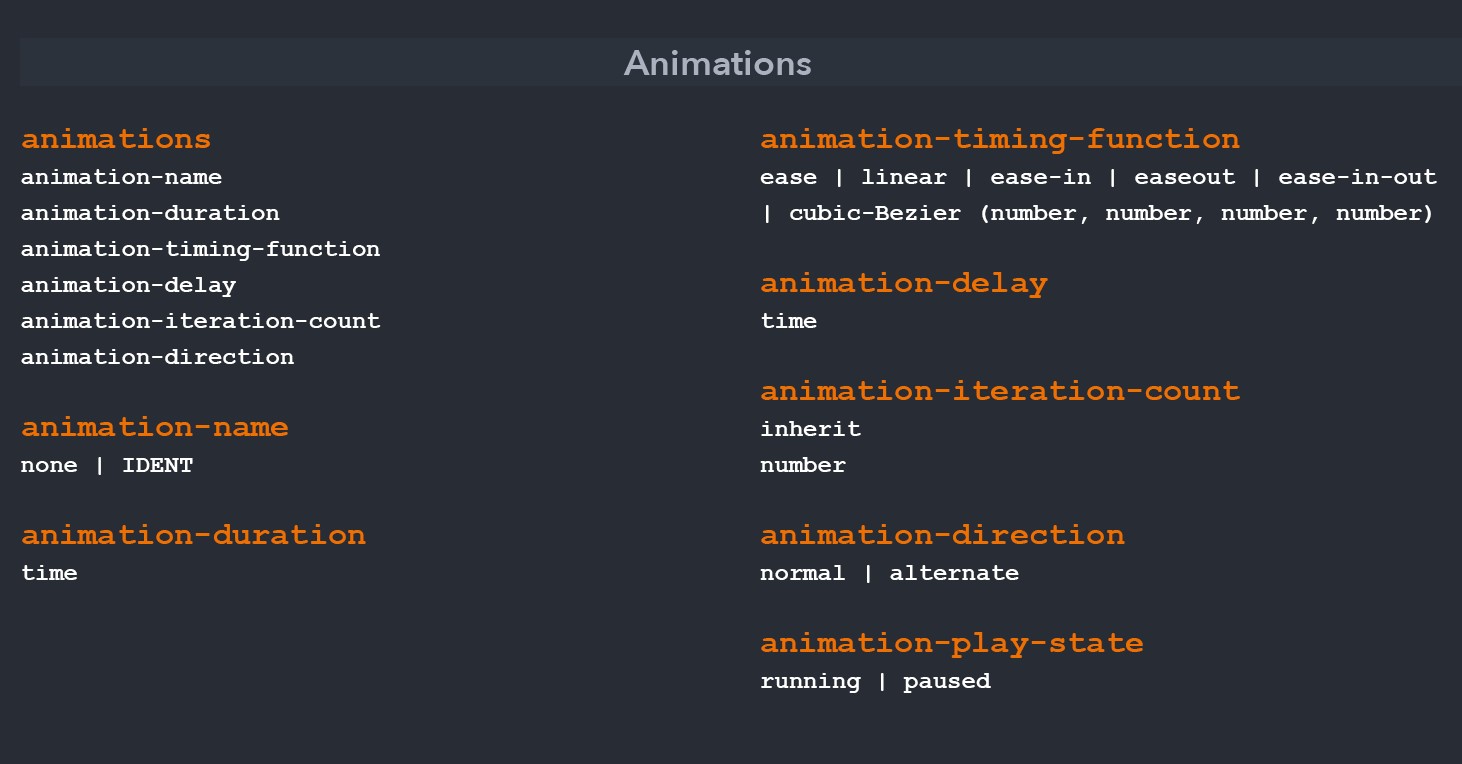 Animations
animations
animation-name
animation-duration
animation-timing-function
animation-delay
animation-iteration-count
animation-direction
animation-name
none | IDENT
animation-duration
time
animation-timing-function
ease | linear | ease-in | easeout | ease-in-out
| cubic-Bezier (number, number, number, number)
animation-delay
time
animation-iteration-count
inherit
number
animation-direction
normal | alternate
animation-play-state
running | paused